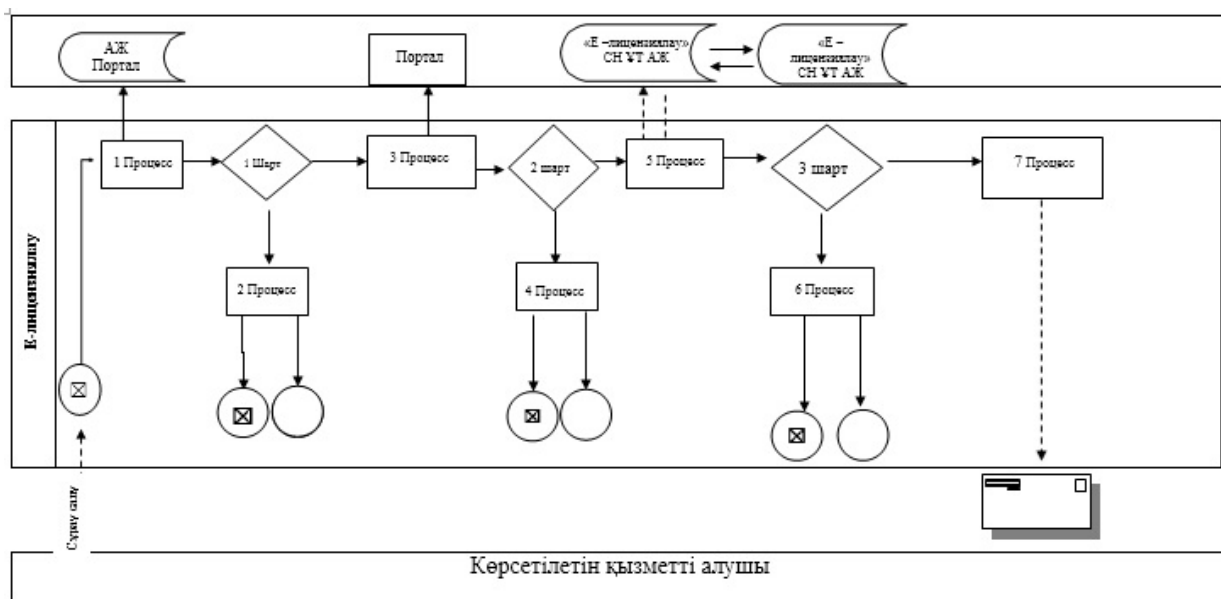 АЖ
Портал
Портал
«Е –лицензиялау»
СН ҰТ АЖ
«Е –
лицензиялау»
СН ҰТ АЖ
1 Процесс
1 Шарт
3 Процесс
2 шарт
5 Процесс
3 шарт
7 Процесс
2 Процесс
4 Процесс
6 Процесс
Е-лицензиялау
Сұрау салу
Көрсетілетін қызметті алушы